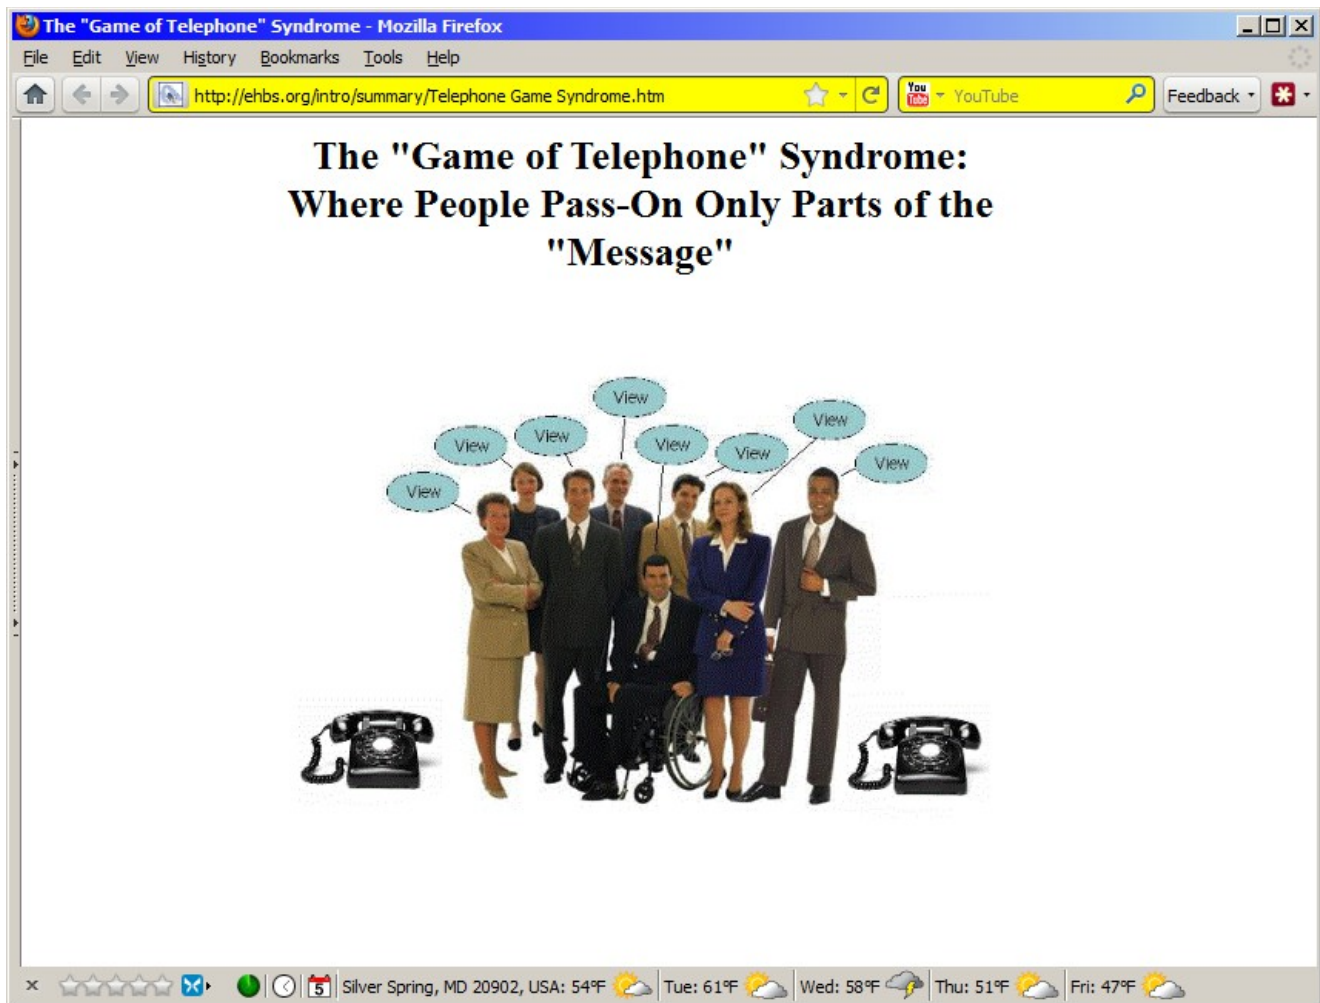 The "Game of Telephone" Syndrome - Mozilla Firefox
File Edit View History Bookmarks Tools Help
http://ehbs.org/intro/summary/Telephone Game Syndrome.htm
You Tube YouTube Feedback
The "Game of Telephone" Syndrome:
Where People Pass-On Only Parts of the
"Message"
View
View
View
View
View
View
View
View
5 Silver Spring, MD 20902, USA: 54°F Tue: 61°F Wed: 58°F Thu: 51°F Fri: 47°F